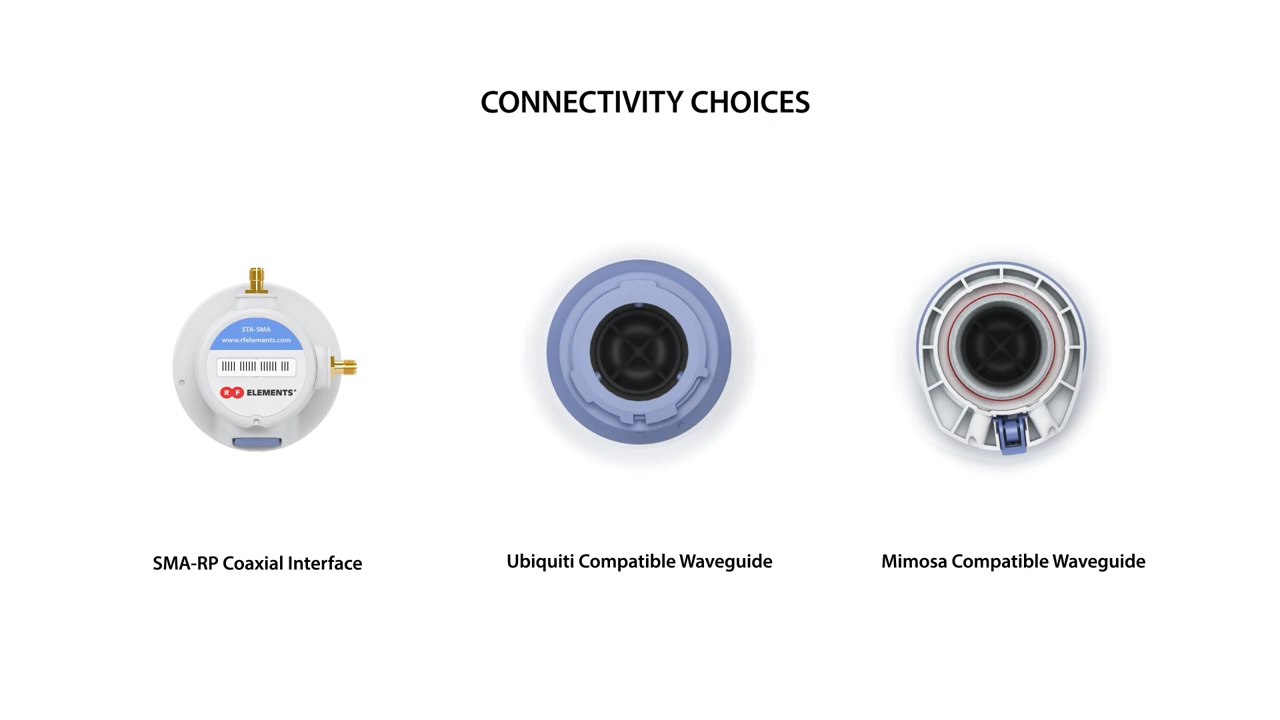 CONNECTIVITY CHOICES
STA-SMA
www.rfelements.com
RF ELEMENTS
SMA-RP Coaxial Interface
Ubiquiti Compatible Waveguide
Mimosa Compatible Waveguide